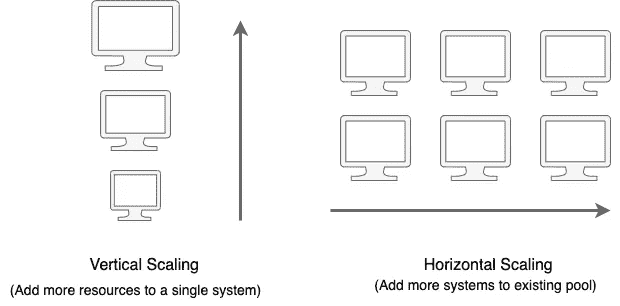 Vertical Scaling
(Add more resources to a single system)
Horizontal Scaling
(Add more systems to existing pool)